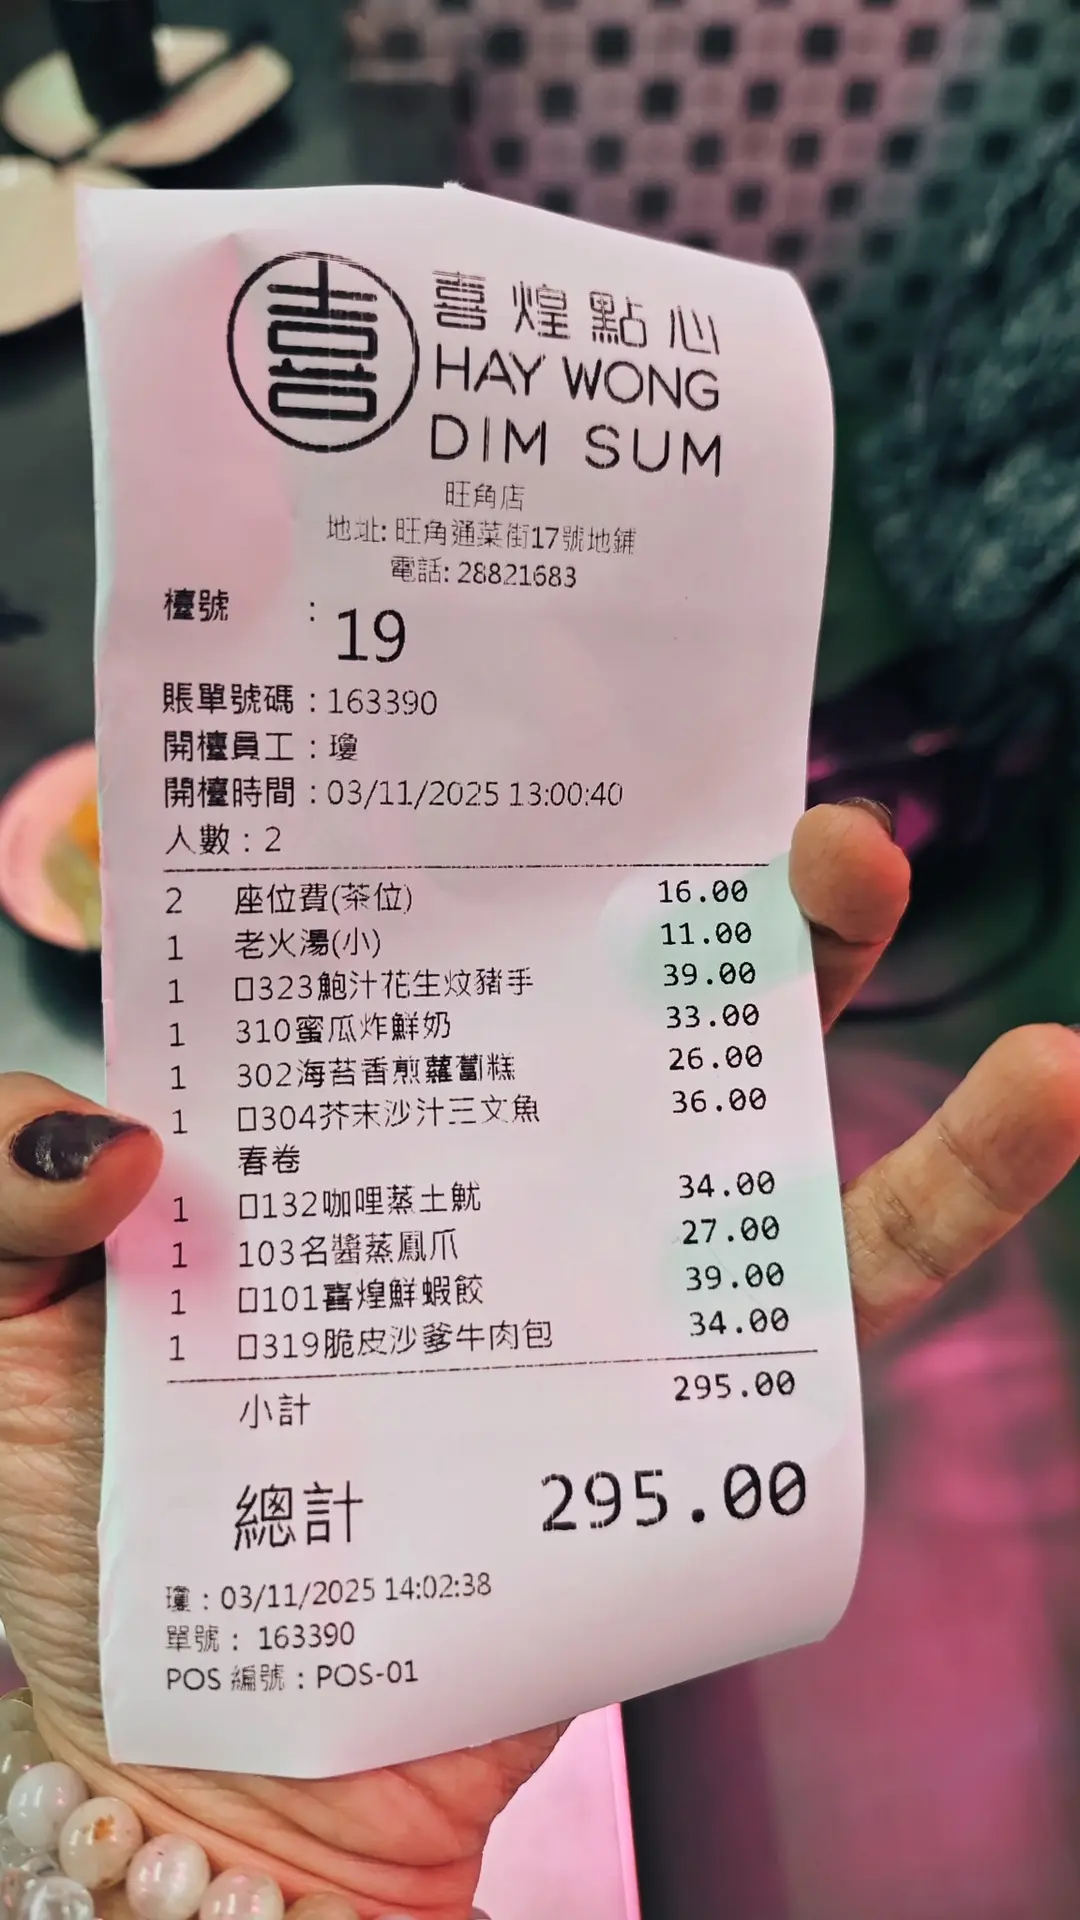 喜
喜煌點心
HAY WONG
DIM SUM
旺角店
地址: 旺角通菜街17號地鋪
電話: 28821683
檯號 : 19
賬單號碼 : 163390
開檯員工 : 瓊
開檯時間 : 03/11/2025 13:00:40
人數 : 2
2 座位費(茶位) 16.00
1 老火湯(小) 11.00
1 □323鮑汁花生炆豬手 39.00
1 310蜜瓜炸鮮奶 33.00
1 302海苔香煎蘿蔔糕 26.00
1 □304芥末沙汁三文魚 36.00
春卷
1 □132咖哩蒸土魷 34.00
1 103名醬蒸鳳爪 27.00
1 □101喜煌鮮蝦餃 39.00
1 □319脆皮沙爹牛肉包 34.00
小計 295.00
總計 295.00
瓊 : 03/11/2025 14:02:38
單號 : 163390
POS 編號 : POS-01